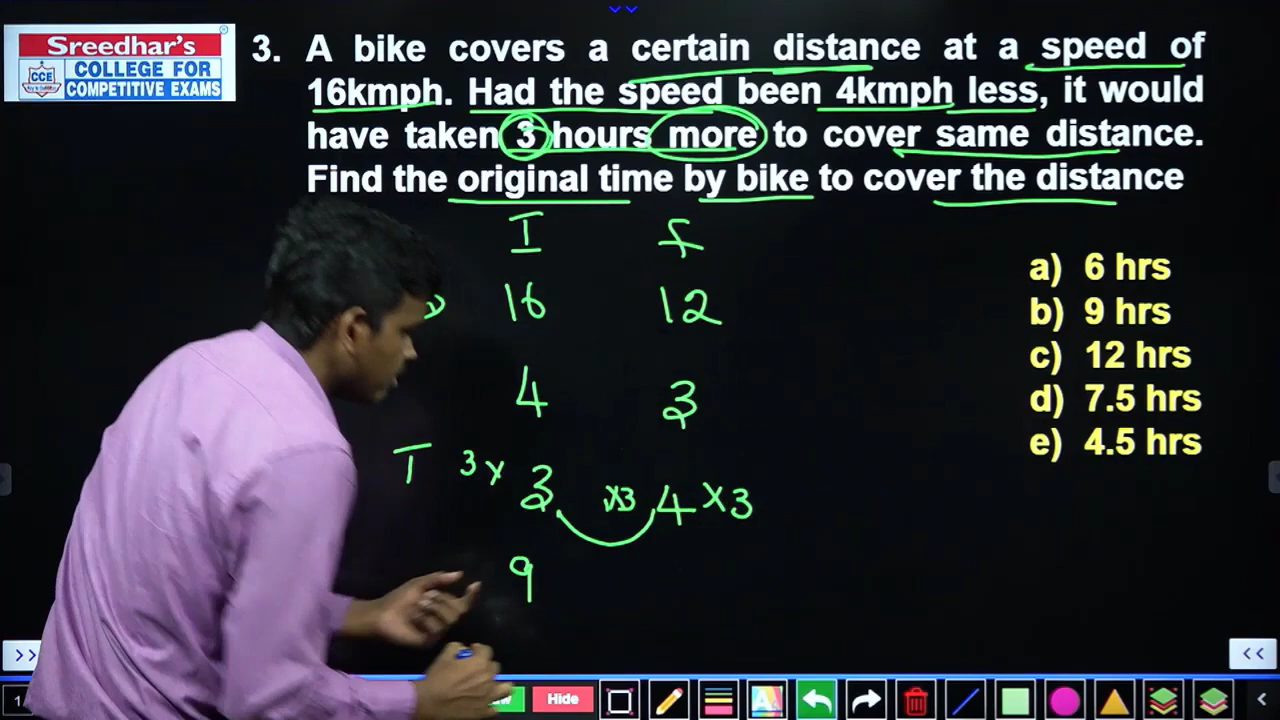 Sreedhar's
CCE
COLLEGE FOR
COMPETITIVE EXAMS
3. A bike covers a certain distance at a speed of
16kmph. Had the speed been 4kmph less, it would
have taken 3 hours more to cover same distance.
Find the original time by bike to cover the distance
I f
16 12
4 3
T 3 x 3 x3 4 x 3
9
a) 6 hrs
b) 9 hrs
c) 12 hrs
d) 7.5 hrs
e) 4.5 hrs
>>
<<
1
Hide
A